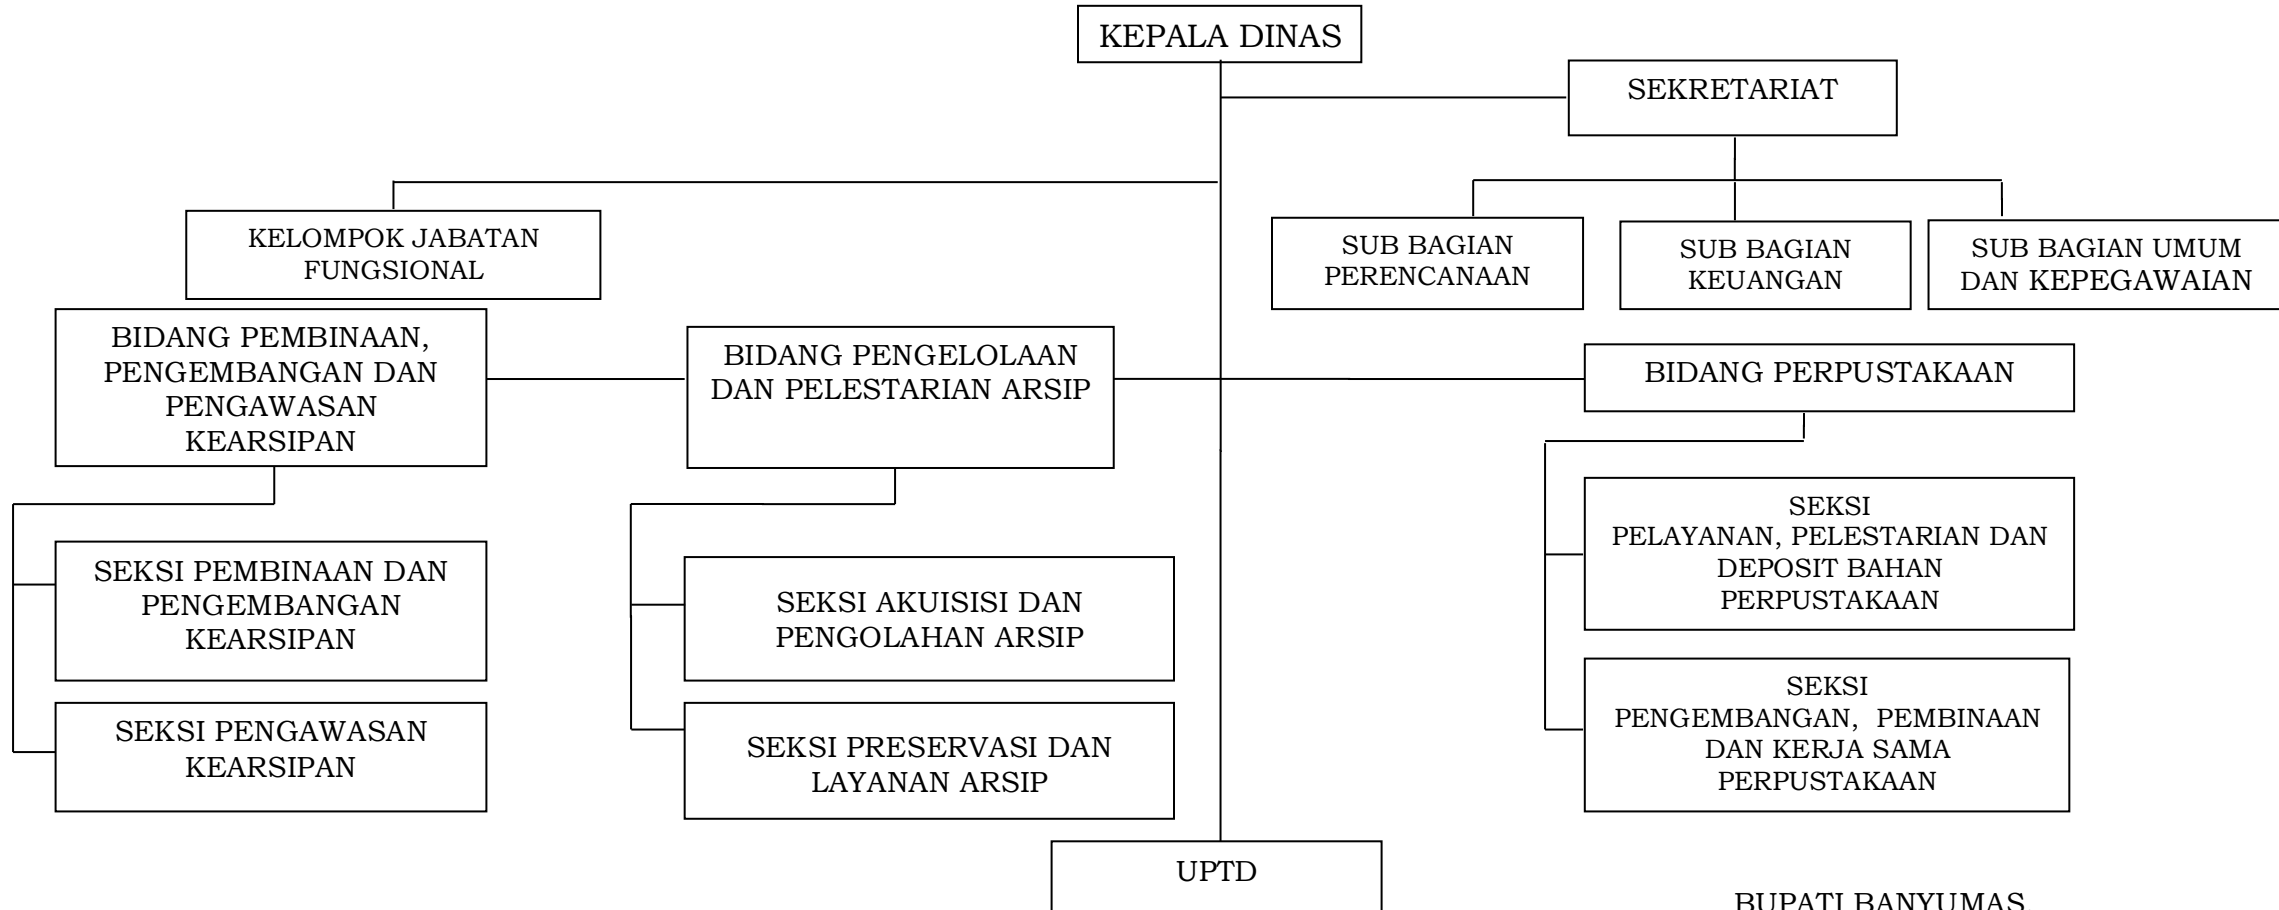 KEPALA DINAS
SEKRETARIAT
KELOMPOK JABATAN
FUNGSIONAL
SUB BAGIAN
PERENCANAAN
SUB BAGIAN
KEUANGAN
SUB BAGIAN UMUM
DAN KEPEGAWAIAN
BIDANG PEMBINAAN,
PENGEMBANGAN DAN
PENGAWASAN
KEARSIPAN
BIDANG PENGELOLAAN
DAN PELESTARIAN ARSIP
BIDANG PERPUSTAKAAN
SEKSI PEMBINAAN DAN
PENGEMBANGAN
KEARSIPAN
SEKSI PENGAWASAN
KEARSIPAN
SEKSI AKUISISI DAN
PENGOLAHAN ARSIP
SEKSI PRESERVASI DAN
LAYANAN ARSIP
SEKSI
PELAYANAN, PELESTARIAN DAN
DEPOSIT BAHAN
PERPUSTAKAAN
SEKSI
PENGEMBANGAN, PEMBINAAN
DAN KERJA SAMA
PERPUSTAKAAN
UPTD
BUPATI BANYUMAS